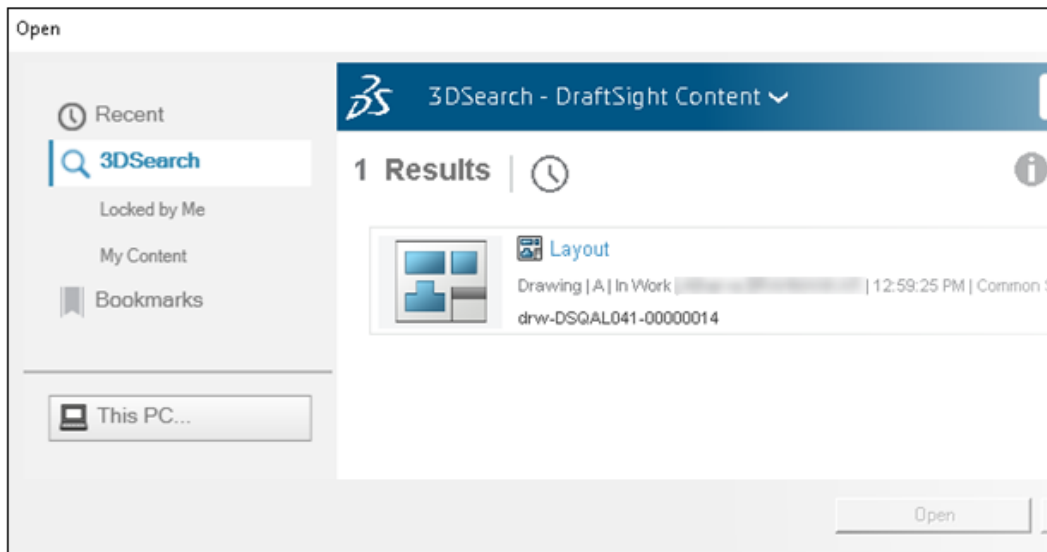 Open
Recent
3DSearch
Locked by Me
My Content
Bookmarks
This PC...
3DSearch - DraftSight Content
1 Results
Layout
Drawing | A | In Work | | 12:59:25 PM | Common
drw-DSQAL041-00000014
Open